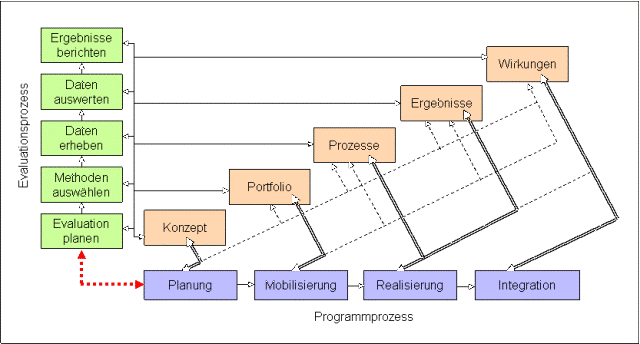 Ergebnisse
berichten
Wirkungen
Daten
auswerten
Ergebnisse
Evaluationsprozess
Daten
erheben
Prozesse
Methoden
auswählen
Portfolio
Evaluation
planen
Konzept
Planung
Mobilisierung
Realisierung
Integration
Programmprozess